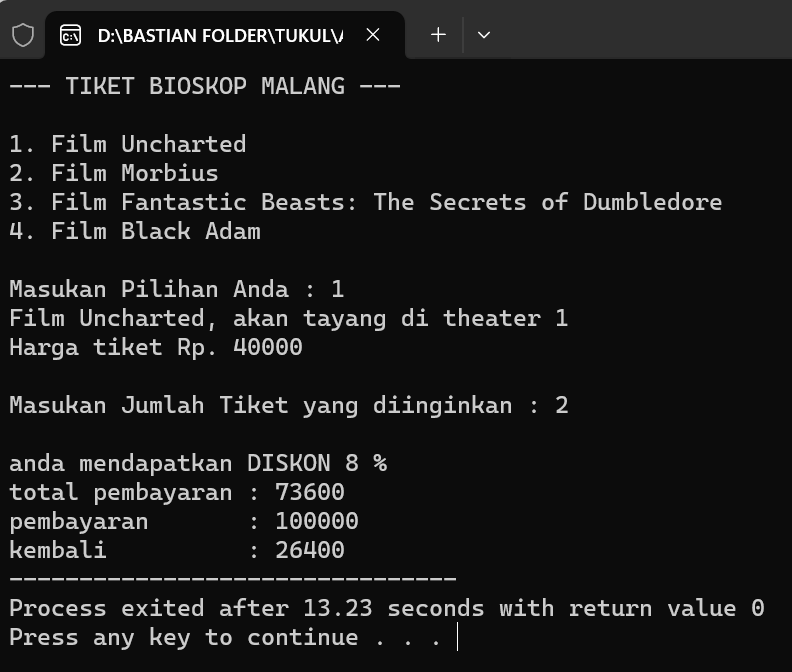 D:\BASTIAN FOLDER\TUKUL\
--- TIKET BIOSKOP MALANG ---
1. Film Uncharted
2. Film Morbius
3. Film Fantastic Beasts: The Secrets of Dumbledore
4. Film Black Adam
Masukan Pilihan Anda : 1
Film Uncharted, akan tayang di theater 1
Harga tiket Rp. 40000
Masukan Jumlah Tiket yang diinginkan : 2
anda mendapatkan DISKON 8 %
total pembayaran : 73600
pembayaran       : 100000
kembali          : 26400
--------------------------------
Process exited after 13.23 seconds with return value 0
Press any key to continue . . .